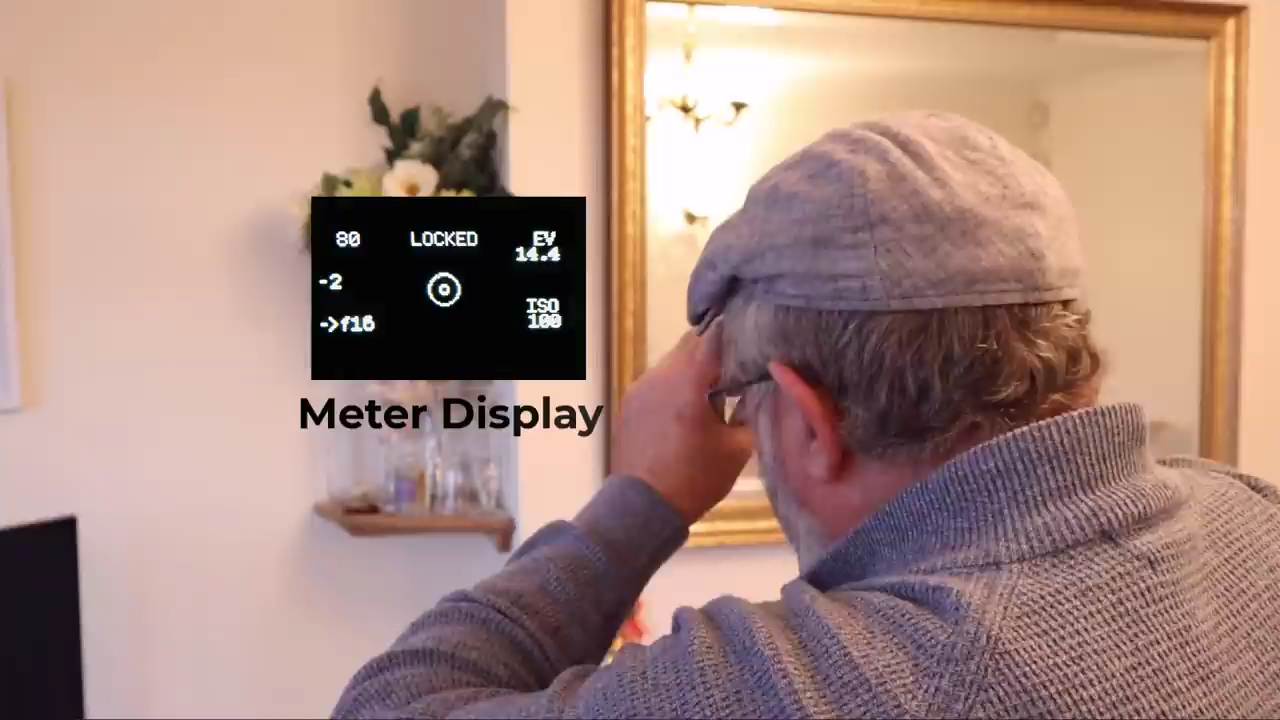 80 LOCKED EV
14.4
-2
ISO
->f16 100
Meter Display